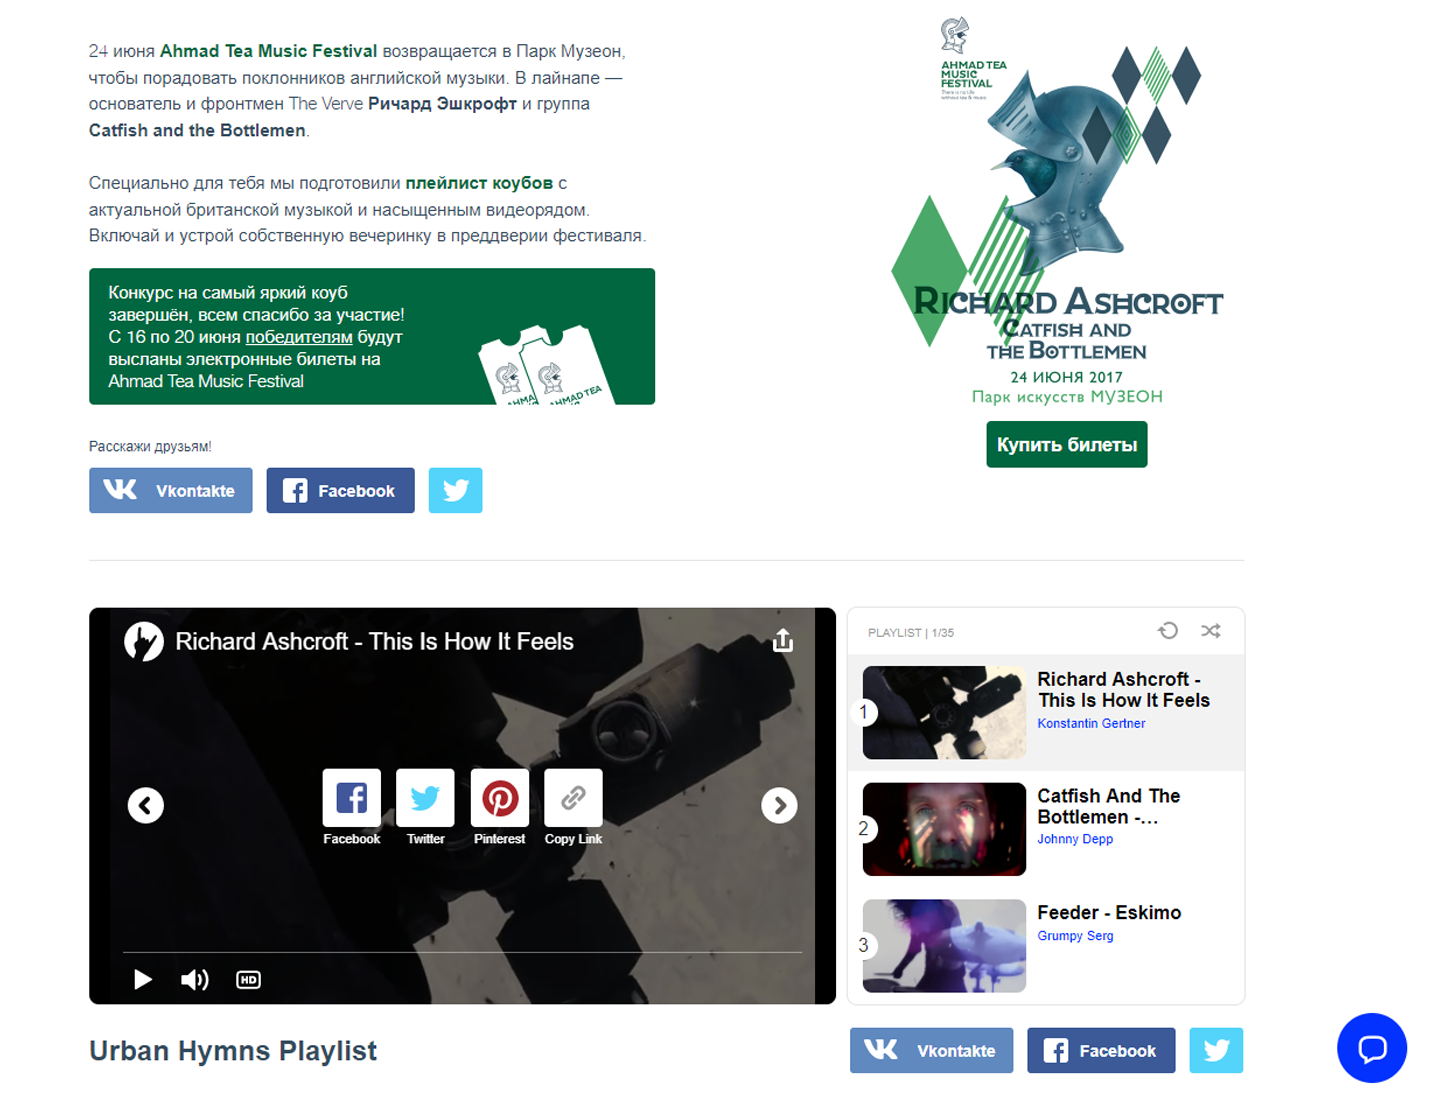 24 июня Ahmad Tea Music Festival возвращается в Парк Музеон,
чтобы порадовать поклонников английской музыки. В лайнапе —
основатель и фронтмен The Verve Ричард Эшкрофт и группа
Catfish and the Bottlemen.
Специально для тебя мы подготовили плейлист коубов с
актуальной британской музыкой и насыщенным видеорядом.
Включай и устрой собственную вечеринку в преддверии фестиваля.
Конкурс на самый яркий коуб
завершён, всем спасибо за участие!
С 16 по 20 июня победителям будут
высланы электронные билеты на
Ahmad Tea Music Festival
AHMAD TEA
Расскажи друзьям!
Vkontakte
Facebook
AHMAD TEA
MUSIC
FESTIVAL
There is no life
without tea & music
RICHARD ASHCROFT
CATFISH AND
THE BOTTLEMEN
24 ИЮНЯ 2017
Парк искусств МУЗЕОН
Купить билеты
Richard Ashcroft - This Is How It Feels
Facebook
Twitter
Pinterest
Copy Link
HD
PLAYLIST | 1/35
1
Richard Ashcroft -
This Is How It Feels
Konstantin Gertner
2
Catfish And The
Bottlemen -...
Johnny Depp
3
Feeder - Eskimo
Grumpy Serg
Urban Hymns Playlist
Vkontakte
Facebook